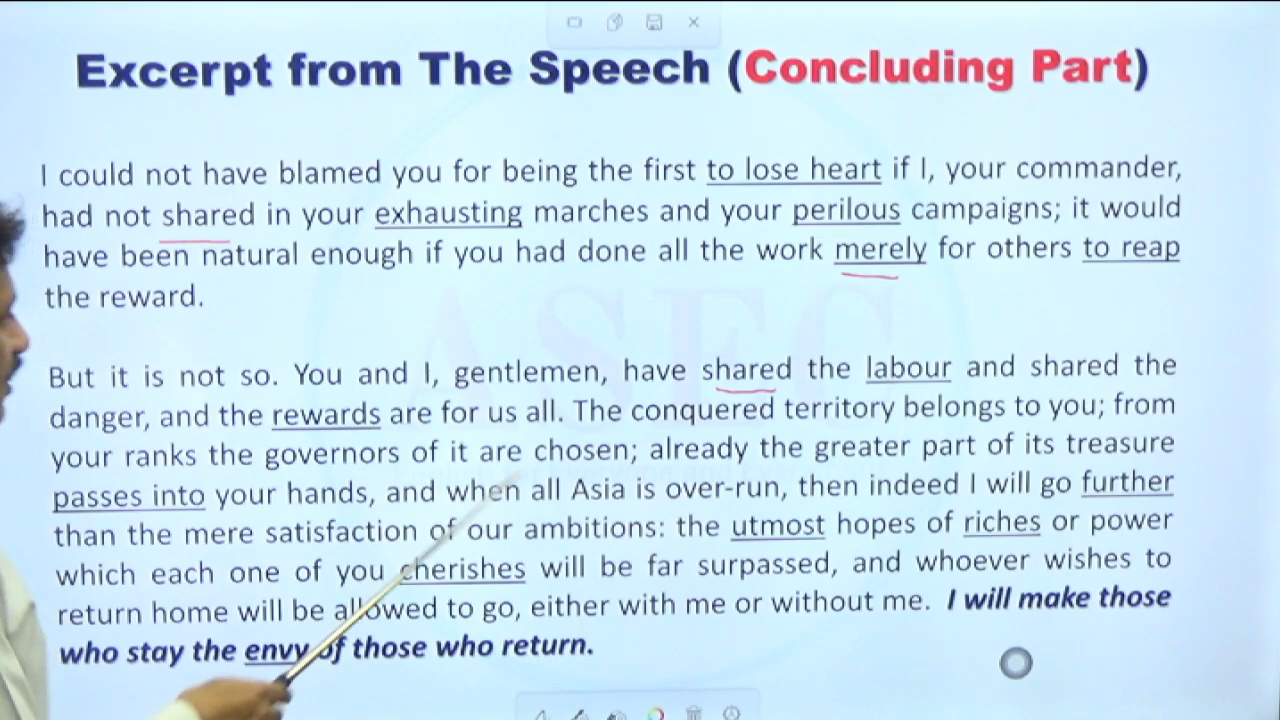 Excerpt from The Speech (Concluding Part)
I could not have blamed you for being the first to lose heart if I, your commander,
had not shared in your exhausting marches and your perilous campaigns; it would
have been natural enough if you had done all the work merely for others to reap
the reward.
But it is not so. You and I, gentlemen, have shared the labour and shared the
danger, and the rewards are for us all. The conquered territory belongs to you; from
your ranks the governors of it are chosen; already the greater part of its treasure
passes into your hands, and when all Asia is over-run, then indeed I will go further
than the mere satisfaction of our ambitions: the utmost hopes of riches or power
which each one of you cherishes will be far surpassed, and whoever wishes to
return home will be allowed to go, either with me or without me. I will make those
who stay the envy of those who return.
ASEC